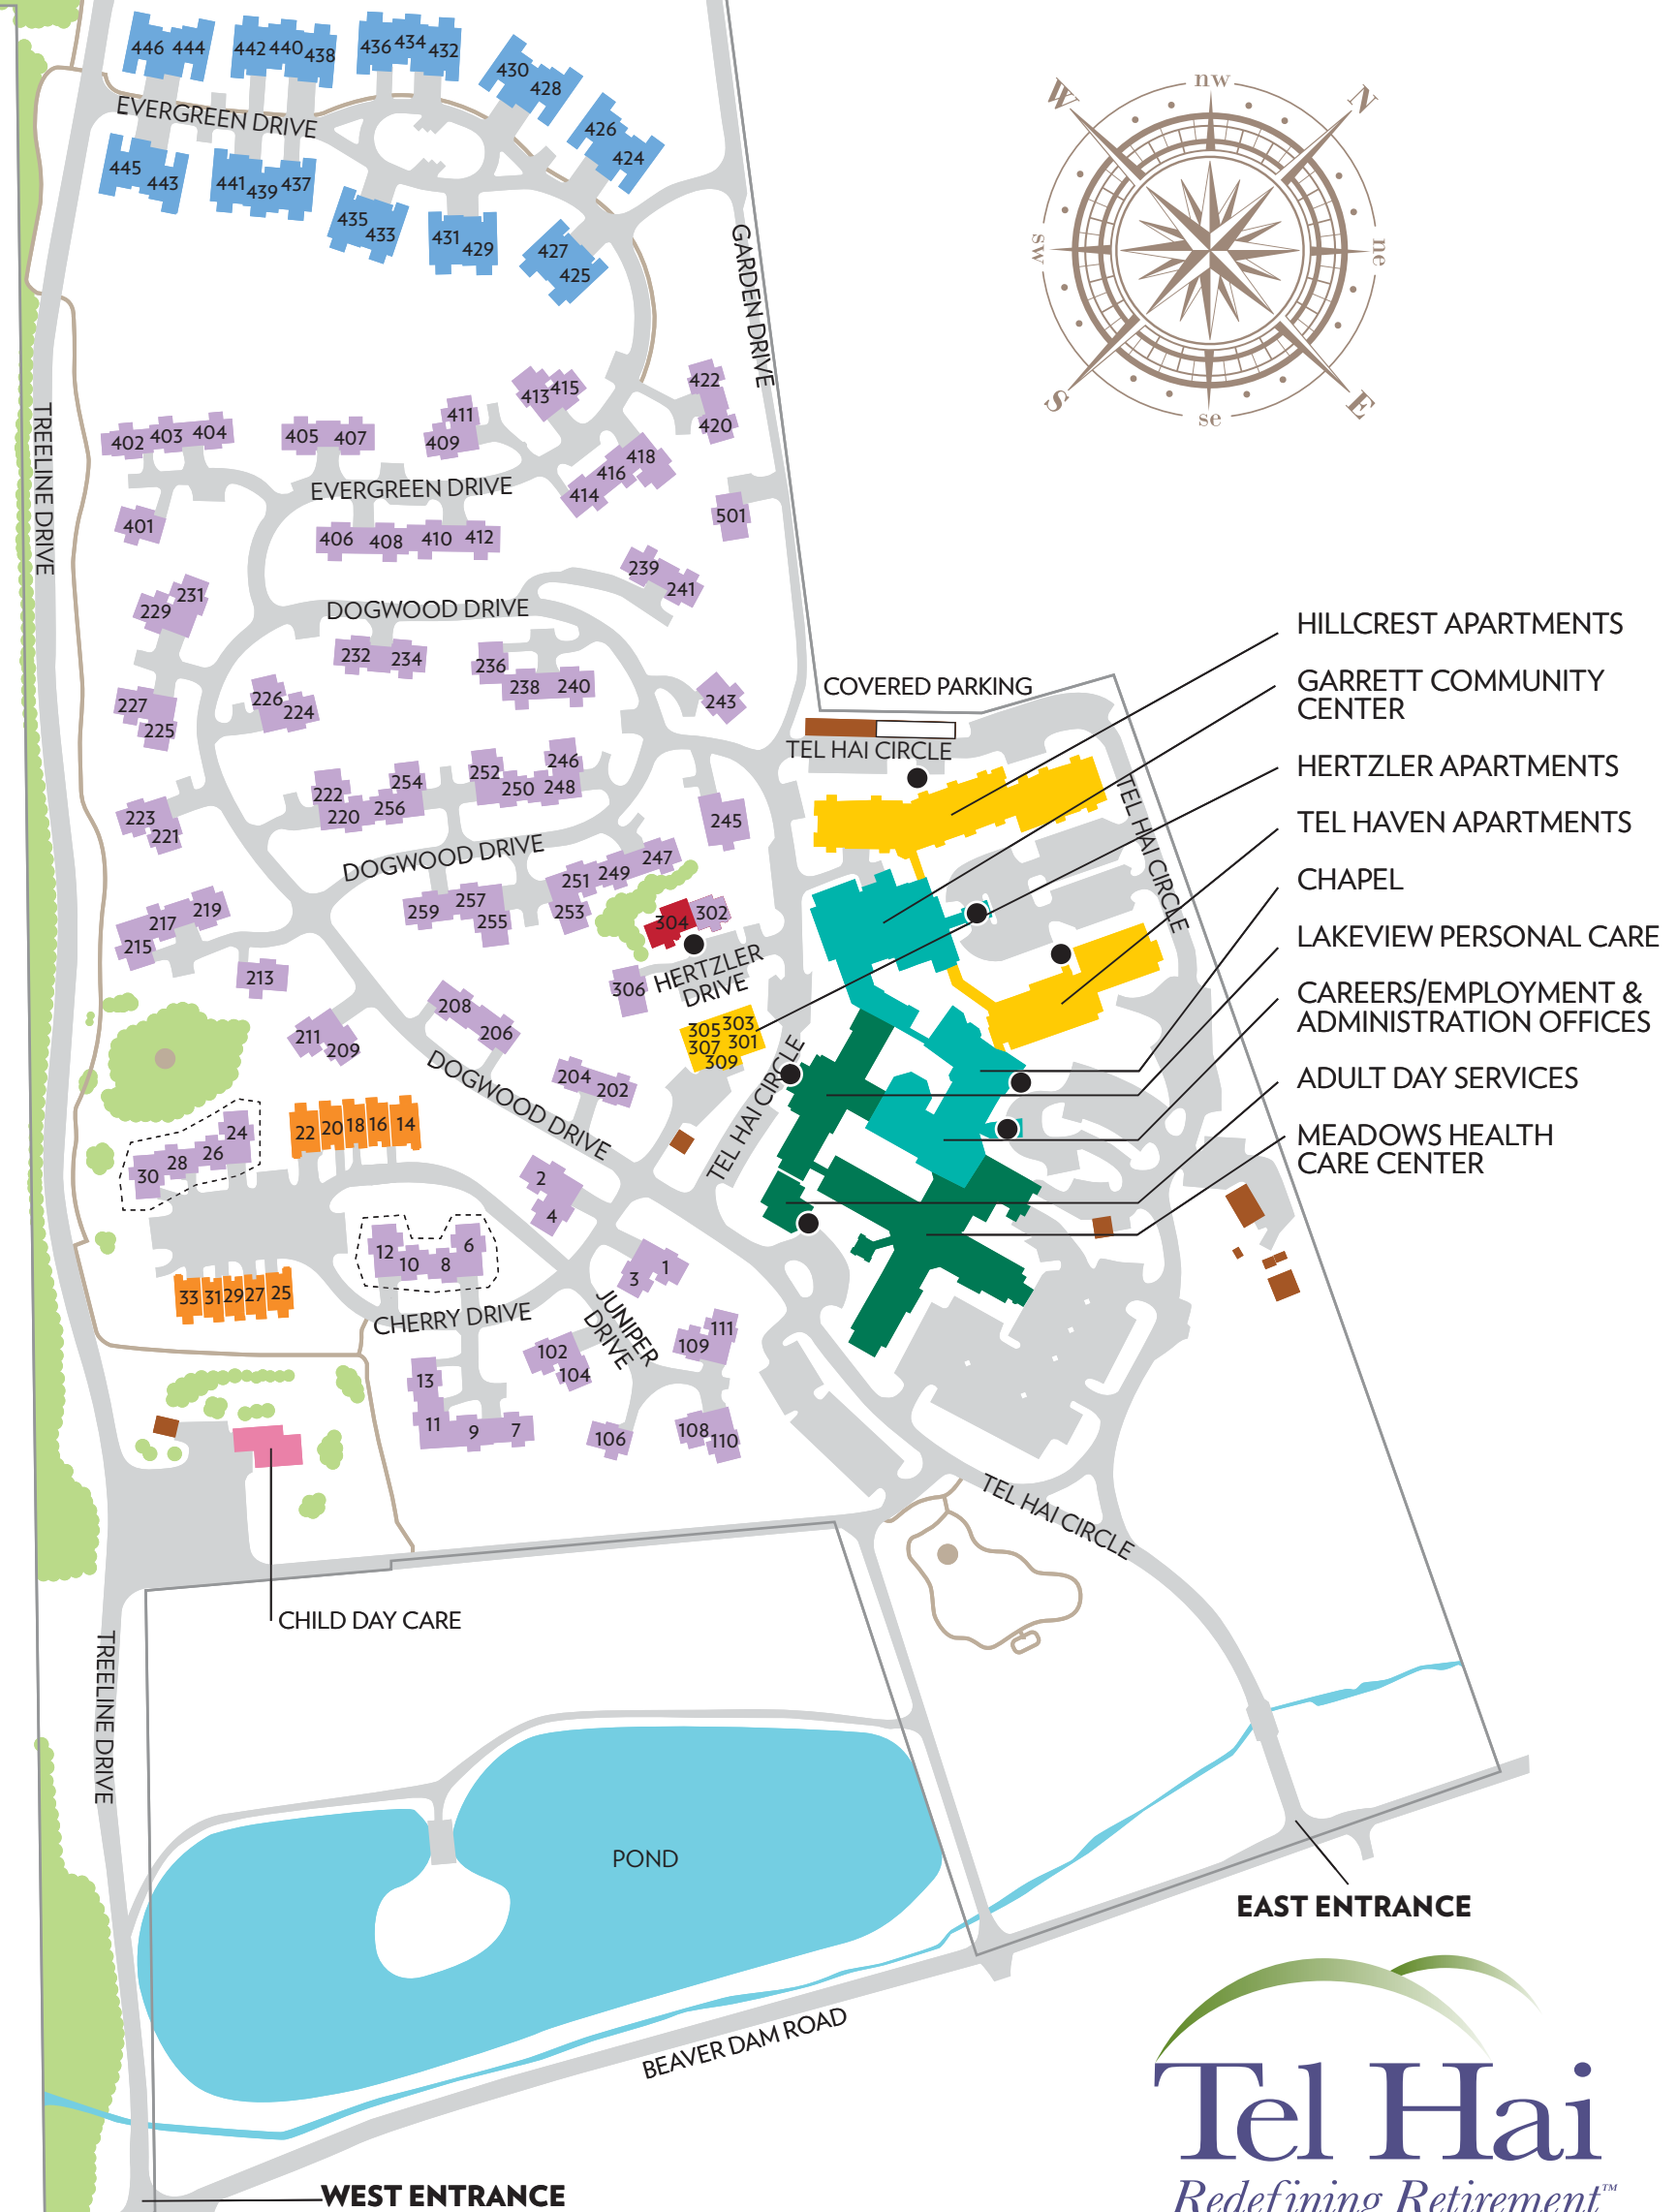 446 444
442 440 438
436 434 432
430 428
426 424
EVERGREEN DRIVE
445 443
441 439 437
435 433
431 429
427 425
nw
N
ne
E
se
S
sw
W
GARDEN DRIVE
TREELINE DRIVE
402 403 404
405 407
411
409
413 415
422
420
418
416
414
EVERGREEN DRIVE
401
406 408 410 412
501
239
241
231
229
DOGWOOD DRIVE
232 234
236
238 240
243
227
225
226
224
COVERED PARKING
TEL HAI CIRCLE
TEL HAI CIRCLE
HILLCREST APARTMENTS
GARRETT COMMUNITY
CENTER
HERTZLER APARTMENTS
TEL HAVEN APARTMENTS
CHAPEL
LAKEVIEW PERSONAL CARE
CAREERS/EMPLOYMENT &
ADMINISTRATION OFFICES
ADULT DAY SERVICES
MEADOWS HEALTH
CARE CENTER
222
220
254
256
252
250
246
248
223
221
245
DOGWOOD DRIVE
247
249
251
253
259 257
255
304 302
219
217
215
213
HERTZLER
DRIVE
306
305 303
307 301
309
208
206
211
209
204
202
DOGWOOD DRIVE
TEL HAI CIRCLE
24
26
28
30
22 20 18 16 14
2
4
12
10 8
6
1
3
33 31 29 27 25
CHERRY DRIVE
JUNIPER
DRIVE
111
109
102
104
13
11 9 7
106
108
110
TEL HAI CIRCLE
CHILD DAY CARE
TREELINE DRIVE
POND
EAST ENTRANCE
BEAVER DAM ROAD
WEST ENTRANCE
Tel Hai
Redefining Retirement™